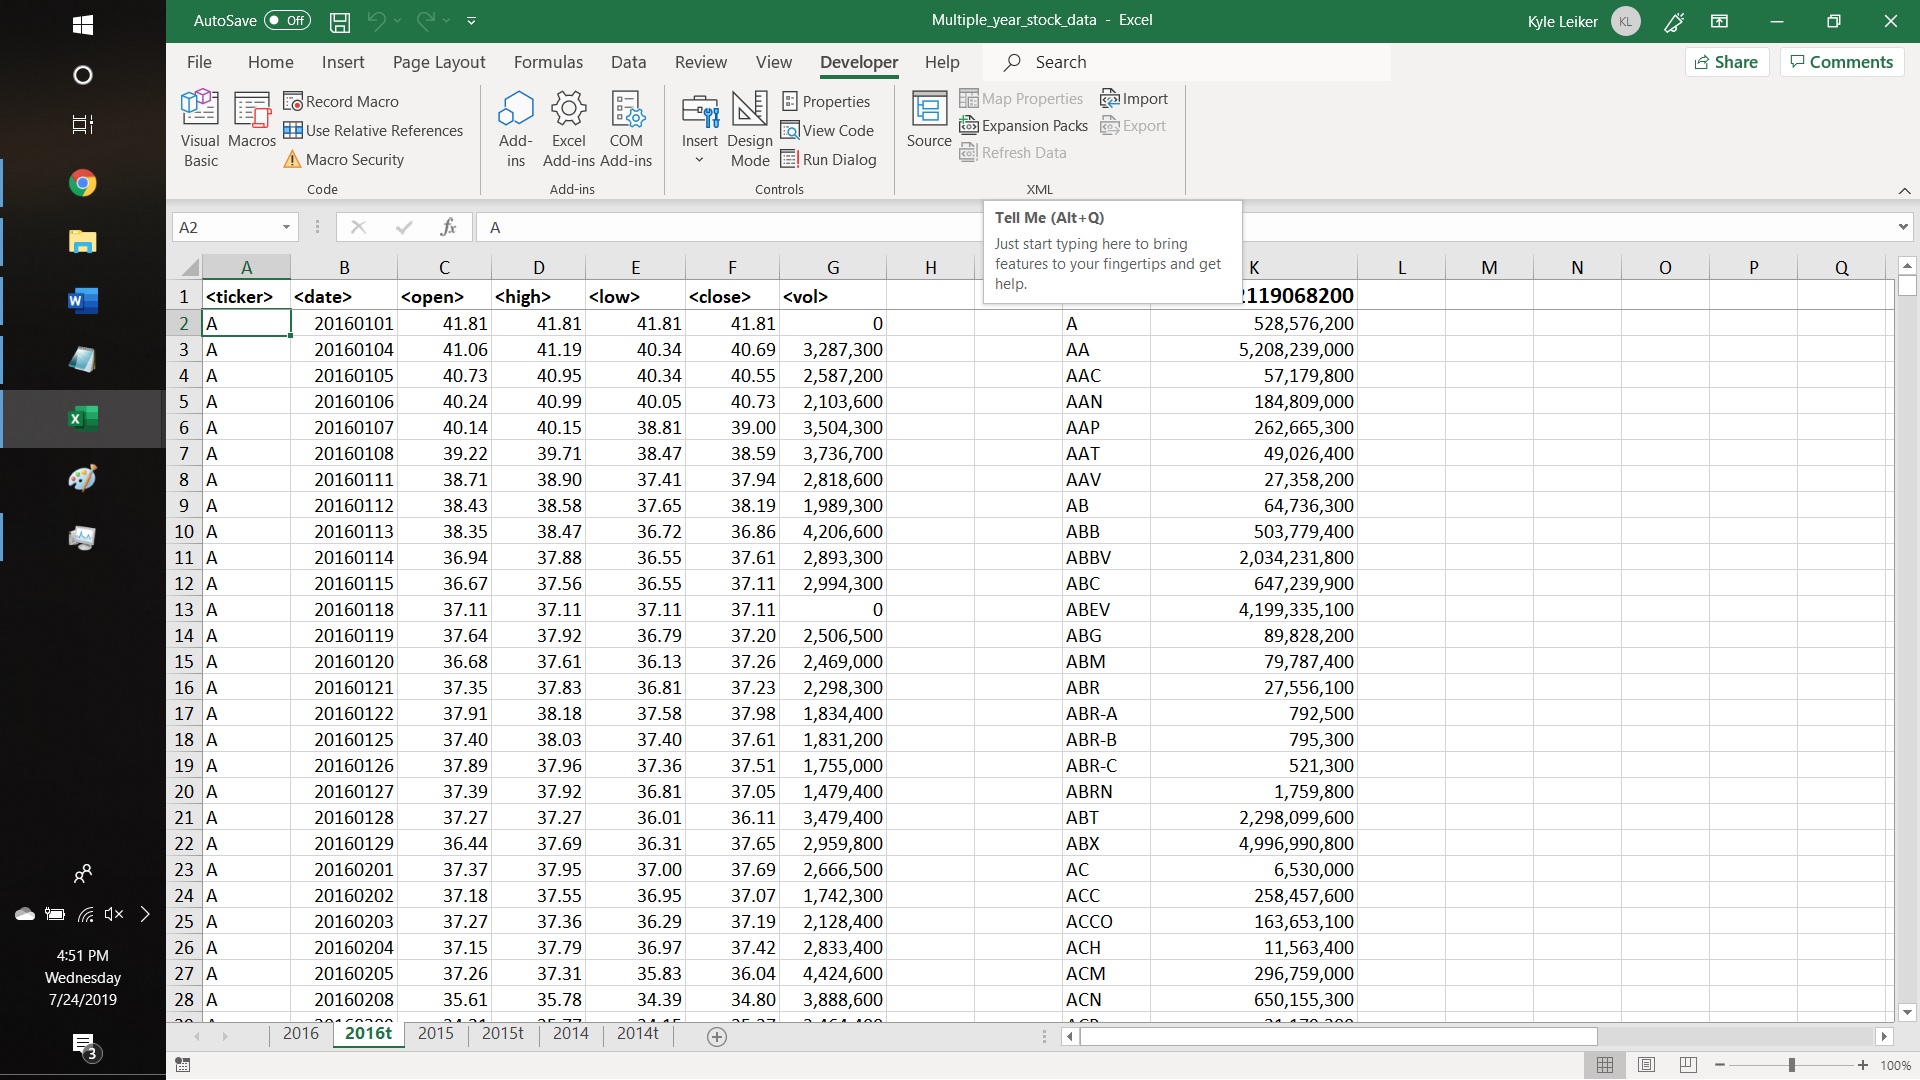 AutoSave Off
Multiple_year_stock_data - Excel
Kyle Leiker KL
File Home Insert Page Layout Formulas Data Review View Developer Help Search Share Comments
Visual Basic
Macros
Record Macro
Use Relative References
Macro Security
Code
Add-ins
Excel Add-ins
COM Add-ins
Add-ins
Insert
Design Mode
Properties
View Code
Run Dialog
Controls
Source
Map Properties
Expansion Packs
Refresh Data
Import
Export
XML
A2 fx A
Tell Me (Alt+Q)
Just start typing here to bring
features to your fingertips and get
help.
A B C D E F G H K L M N O P Q
1 <ticker> <date> <open> <high> <low> <close> <vol> 119068200
2 A 20160101 41.81 41.81 41.81 41.81 0 A 528,576,200
3 A 20160104 41.06 41.19 40.34 40.69 3,287,300 AA 5,208,239,000
4 A 20160105 40.73 40.95 40.34 40.55 2,587,200 AAC 57,179,800
5 A 20160106 40.24 40.99 40.05 40.73 2,103,600 AAN 184,809,000
6 A 20160107 40.14 40.15 38.81 39.00 3,504,300 AAP 262,665,300
7 A 20160108 39.22 39.71 38.47 38.59 3,736,700 AAT 49,026,400
8 A 20160111 38.71 38.90 37.41 37.94 2,818,600 AAV 27,358,200
9 A 20160112 38.43 38.58 37.65 38.19 1,989,300 AB 64,736,300
10 A 20160113 38.35 38.47 36.72 36.86 4,206,600 ABB 503,779,400
11 A 20160114 36.94 37.88 36.55 37.61 2,893,300 ABBV 2,034,231,800
12 A 20160115 36.67 37.56 36.55 37.11 2,994,300 ABC 647,239,900
13 A 20160118 37.11 37.11 37.11 37.11 0 ABEV 4,199,335,100
14 A 20160119 37.64 37.92 36.79 37.20 2,506,500 ABG 89,828,200
15 A 20160120 36.68 37.61 36.13 37.26 2,469,000 ABM 79,787,400
16 A 20160121 37.35 37.83 36.81 37.23 2,298,300 ABR 27,556,100
17 A 20160122 37.91 38.18 37.58 37.98 1,834,400 ABR-A 792,500
18 A 20160125 37.40 38.03 37.40 37.61 1,831,200 ABR-B 795,300
19 A 20160126 37.89 37.96 37.36 37.51 1,755,000 ABR-C 521,300
20 A 20160127 37.39 37.92 36.81 37.05 1,479,400 ABRN 1,759,800
21 A 20160128 37.27 37.27 36.01 36.11 3,479,400 ABT 2,298,099,600
22 A 20160129 36.44 37.69 36.31 37.65 2,959,800 ABX 4,996,990,800
23 A 20160201 37.37 37.95 37.00 37.69 2,666,500 AC 6,530,000
24 A 20160202 37.18 37.55 36.95 37.07 1,742,300 ACC 258,457,600
25 A 20160203 37.27 37.36 36.29 37.19 2,128,400 ACCO 163,653,100
26 A 20160204 37.15 37.79 36.97 37.42 2,833,400 ACH 11,563,400
27 A 20160205 37.26 37.31 35.83 36.04 4,424,600 ACM 296,759,000
28 A 20160208 35.61 35.78 34.39 34.80 3,888,600 ACN 650,155,300
2016 2016t 2015 2015t 2014 2014t
100%
4:51 PM
Wednesday
7/24/2019
3